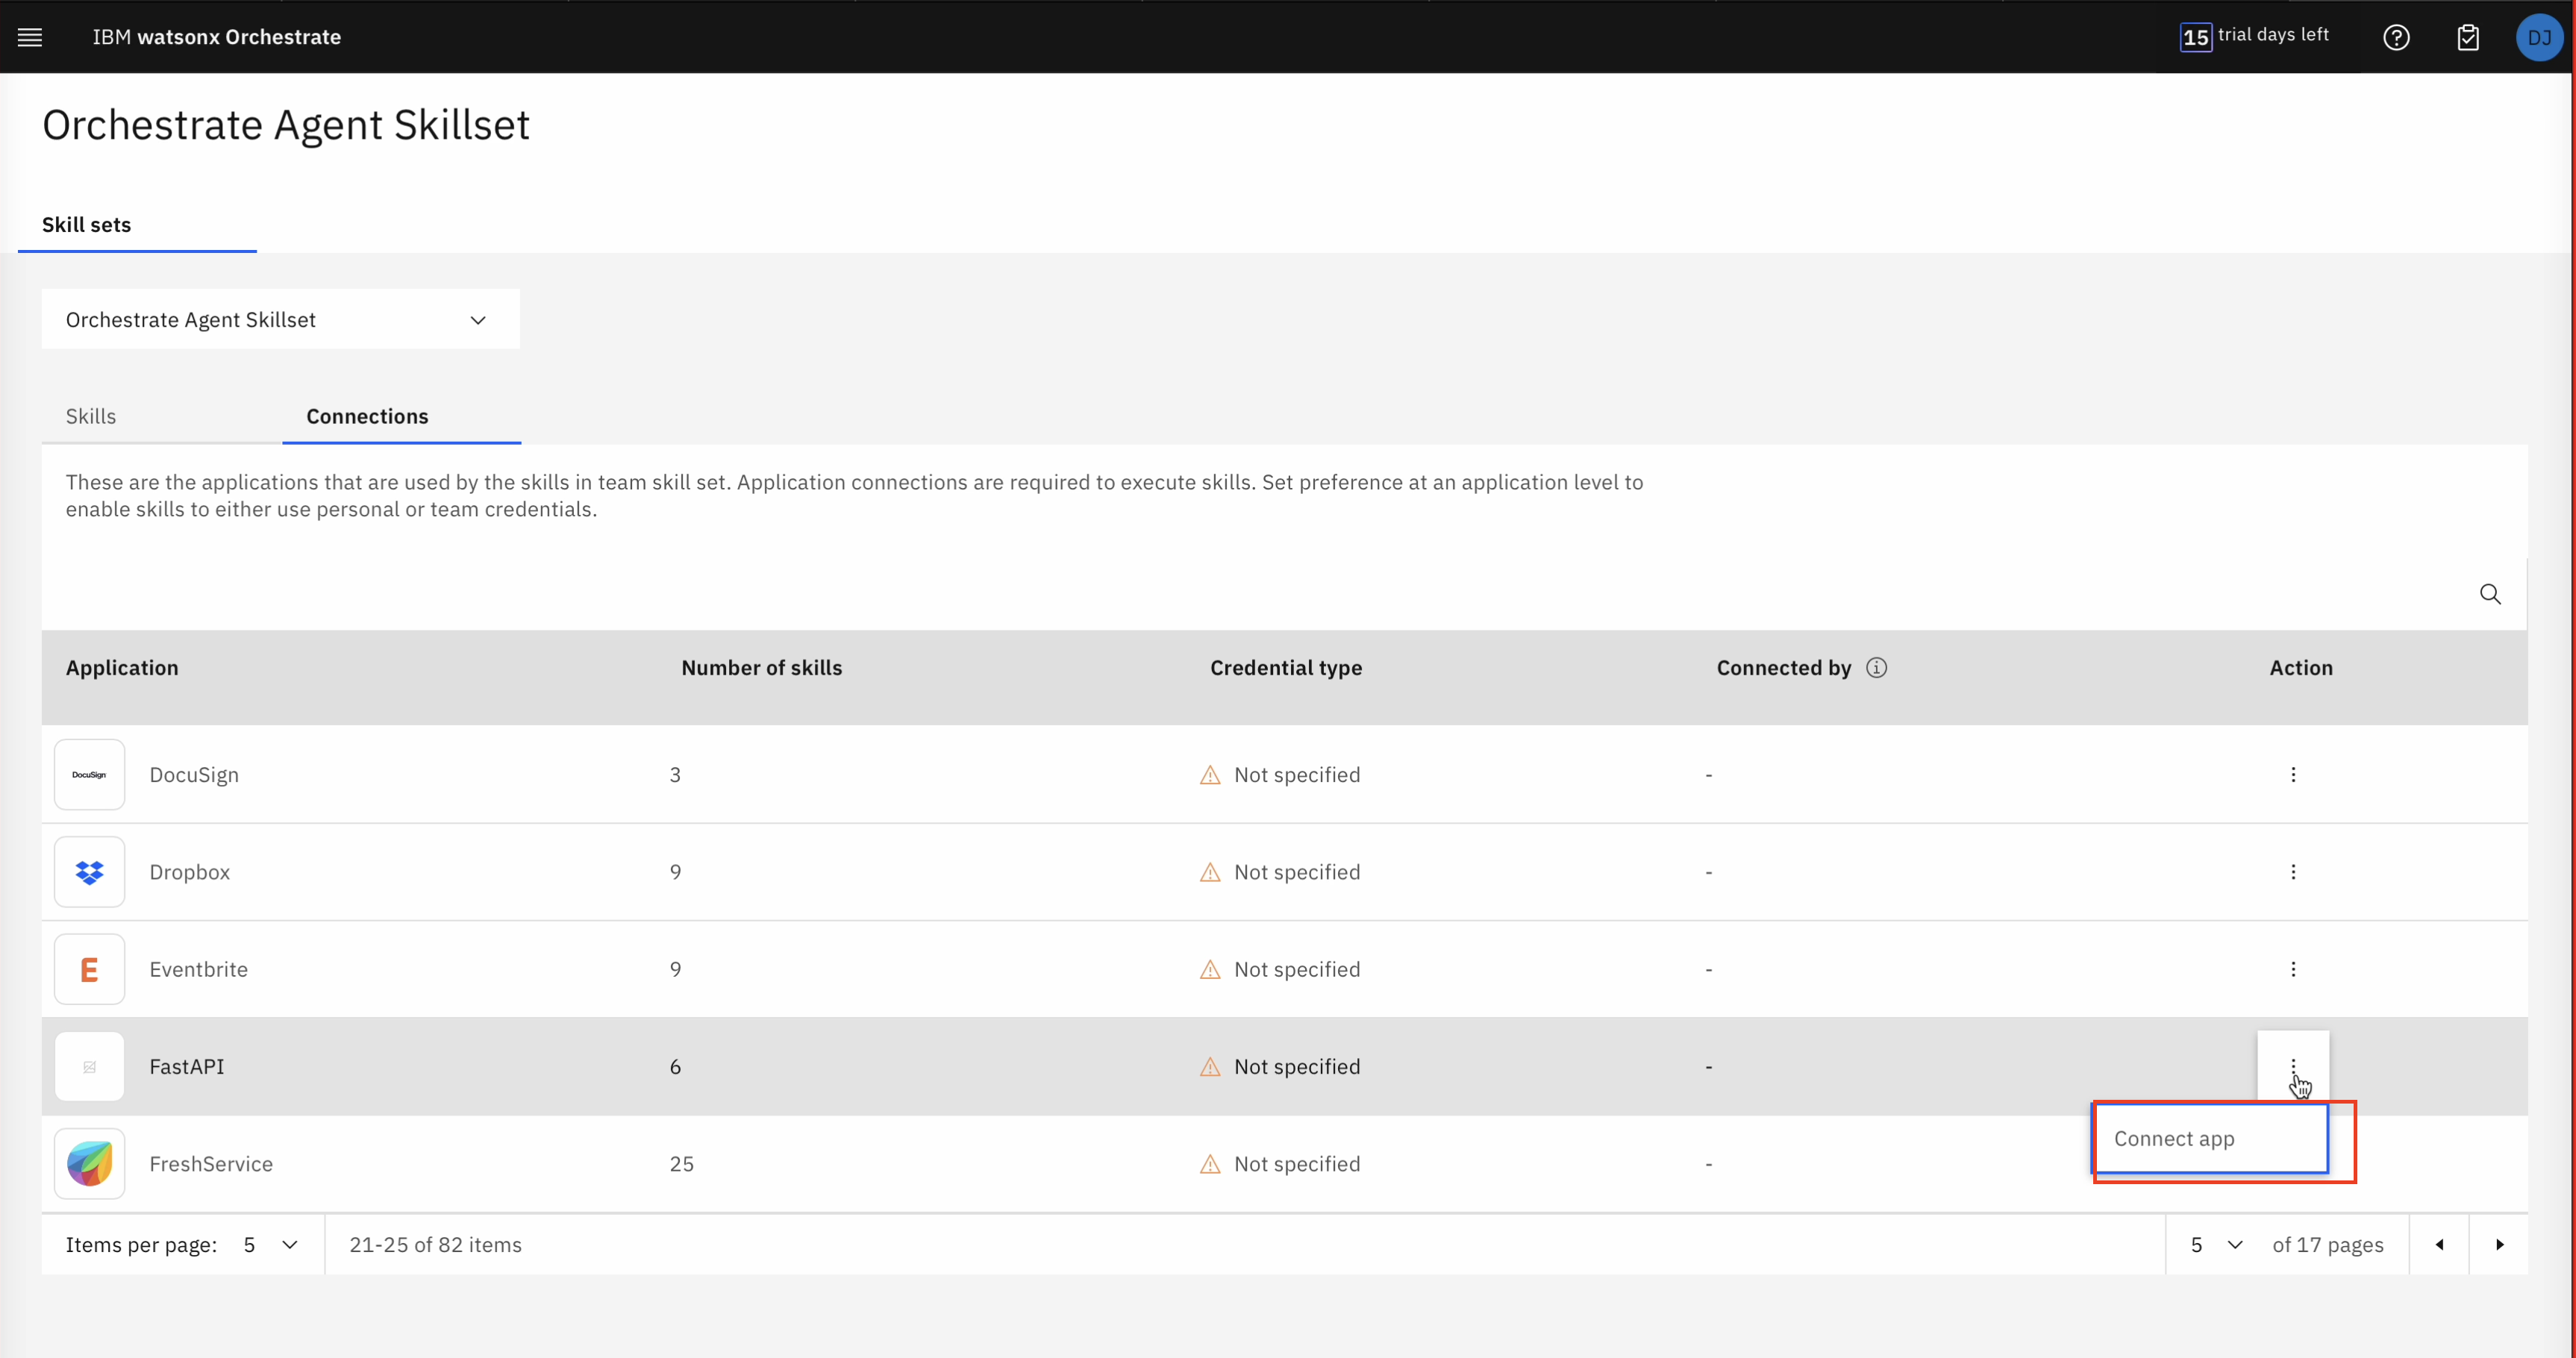 IBM watsonx Orchestrate
15 trial days left
DJ
Orchestrate Agent Skillset
Skill sets
Orchestrate Agent Skillset
Skills Connections
These are the applications that are used by the skills in team skill set. Application connections are required to execute skills. Set preference at an application level to
enable skills to either use personal or team credentials.
Application Number of skills Credential type Connected by Action
DocuSign DocuSign 3 Not specified -
Dropbox 9 Not specified -
E Eventbrite 9 Not specified -
FastAPI 6 Not specified -
Connect app
FreshService 25 Not specified -
Items per page: 5 21-25 of 82 items 5 of 17 pages